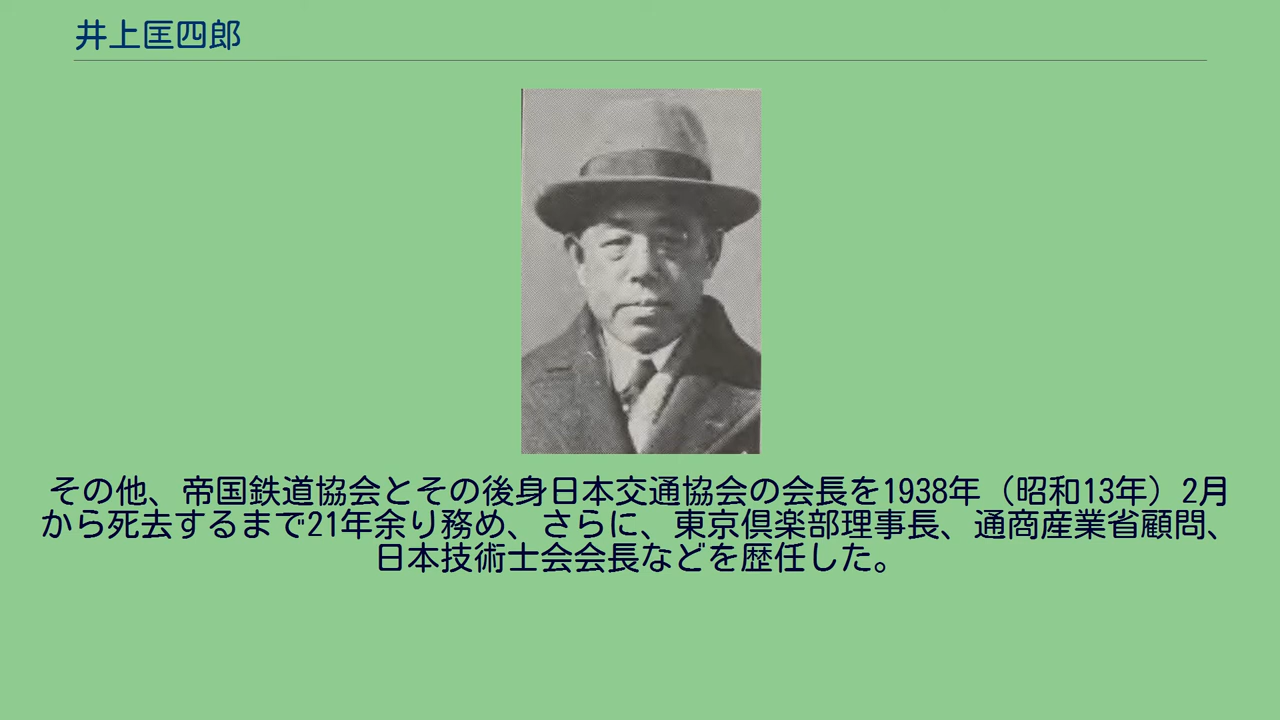 井上匡四郎
その他、帝国鉄道協会とその後身日本交通協会の会長を1938年（昭和13年）2月
から死去するまで21年余り務め、さらに、東京倶楽部理事長、通商産業省顧問、
日本技術士会会長などを歴任した。